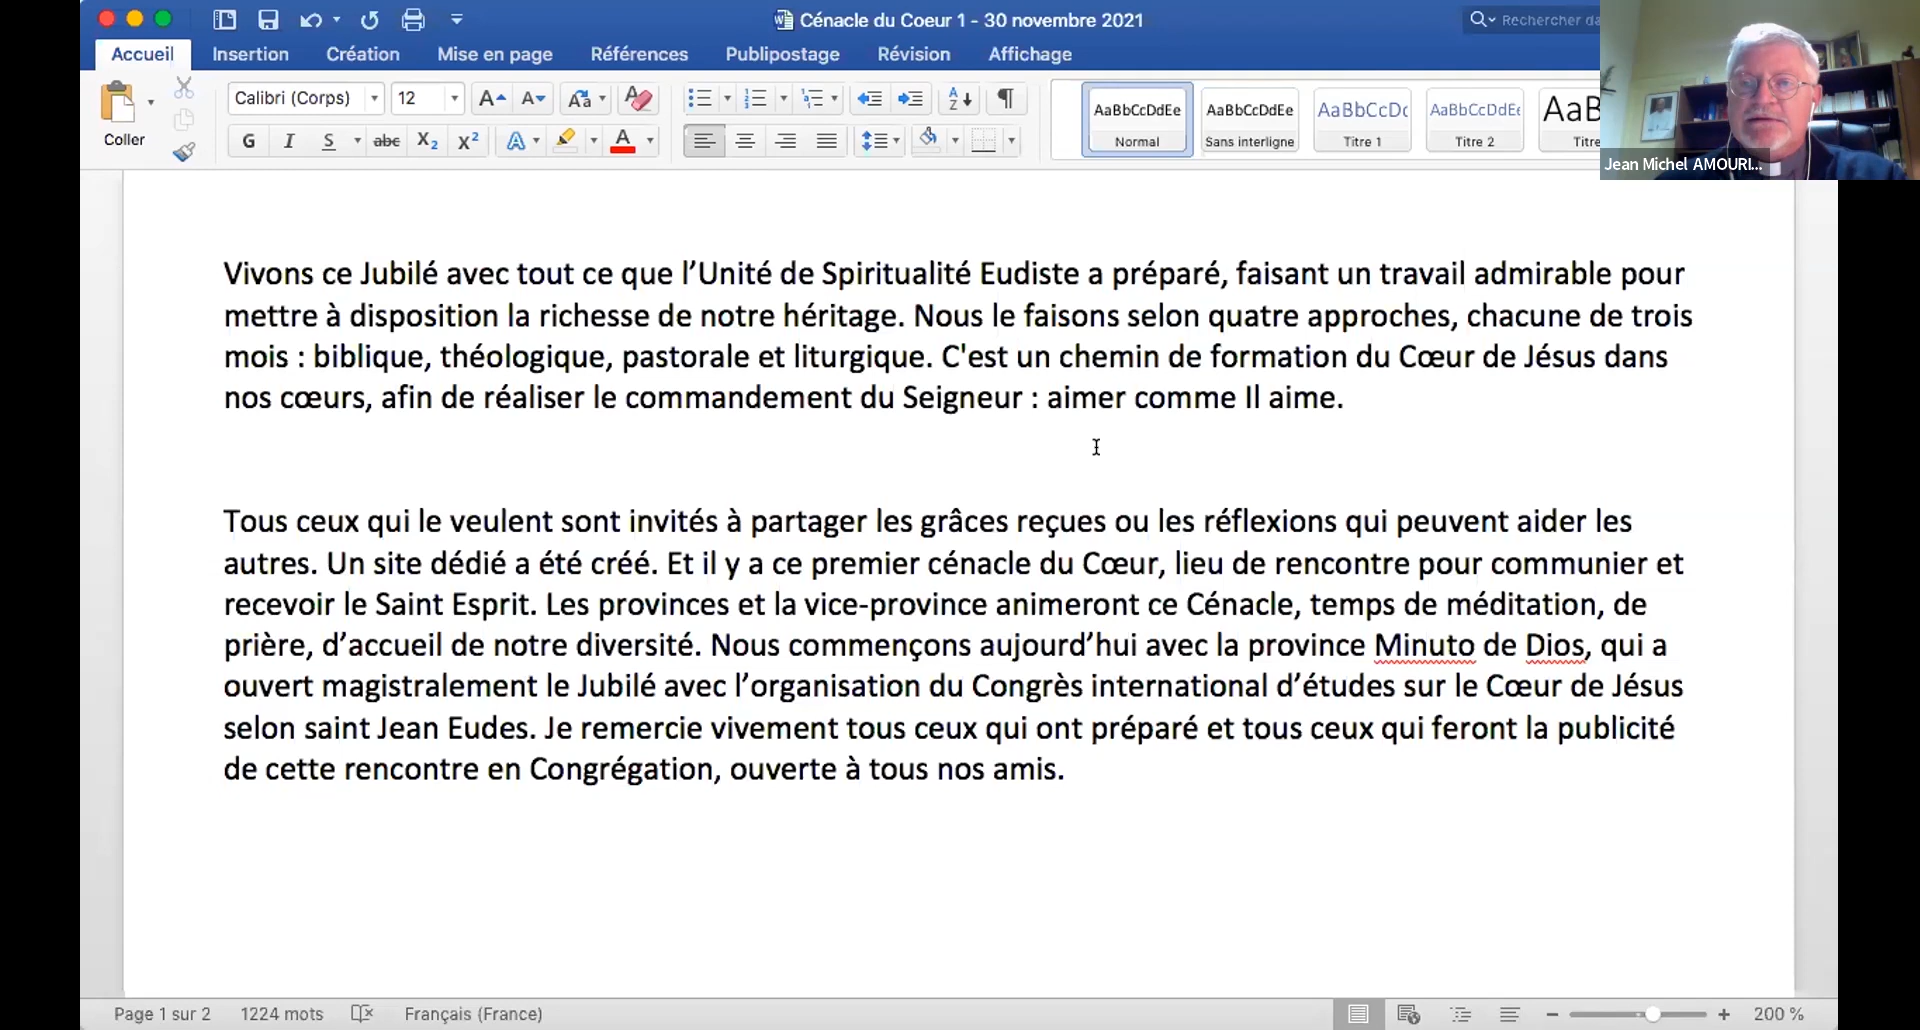 Cénacle du Coeur 1 - 30 novembre 2021
Rechercher da
Accueil Insertion Création Mise en page Références Publipostage Révision Affichage
Coller
Calibri (Corps) 12
G I S abc X₂ X² A A
AaBbCcDdEe AaBbCcDdEe AaBbCcDc AaBbCcDdEe AaBb
Normal Sans interligne Titre 1 Titre 2 Titre
Jean Michel AMOURI...
Vivons ce Jubilé avec tout ce que l’Unité de Spiritualité Eudiste a préparé, faisant un travail admirable pour
mettre à disposition la richesse de notre héritage. Nous le faisons selon quatre approches, chacune de trois
mois : biblique, théologique, pastorale et liturgique. C'est un chemin de formation du Cœur de Jésus dans
nos cœurs, afin de réaliser le commandement du Seigneur : aimer comme Il aime.
Tous ceux qui le veulent sont invités à partager les grâces reçues ou les réflexions qui peuvent aider les
autres. Un site dédié a été créé. Et il y a ce premier cénacle du Cœur, lieu de rencontre pour communier et
recevoir le Saint Esprit. Les provinces et la vice-province animeront ce Cénacle, temps de méditation, de
prière, d’accueil de notre diversité. Nous commençons aujourd’hui avec la province Minuto de Dios, qui a
ouvert magistralement le Jubilé avec l’organisation du Congrès international d’études sur le Cœur de Jésus
selon saint Jean Eudes. Je remercie vivement tous ceux qui ont préparé et tous ceux qui feront la publicité
de cette rencontre en Congrégation, ouverte à tous nos amis.
Page 1 sur 2 1224 mots Français (France) 200 %